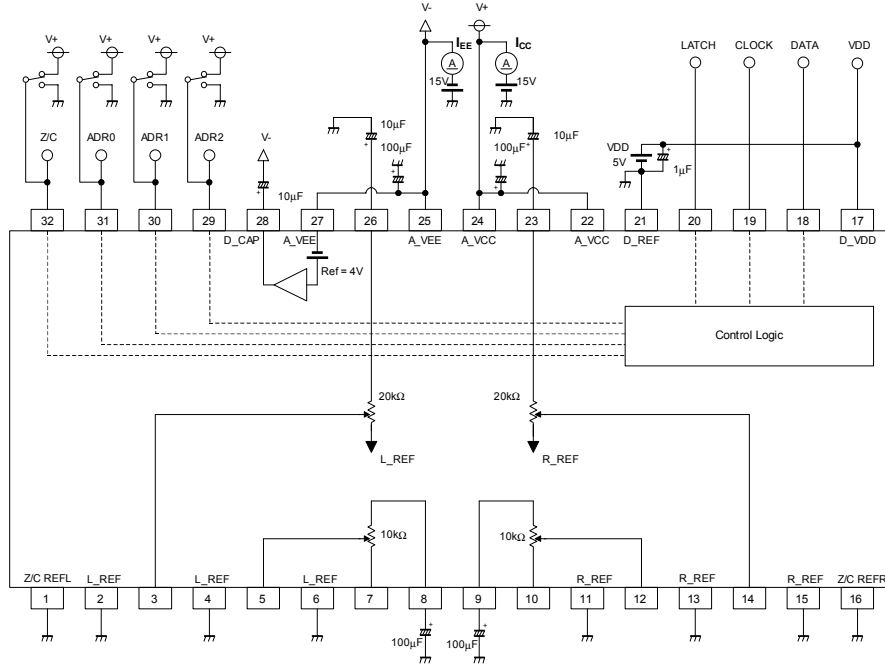 V-
V+
V+
V+
V+
V+
IEE
ICC
LATCH
CLOCK
DATA
VDD
A
A
15V
15V
10µF
10µF
Z/C
ADR0
ADR1
ADR2
V-
100µF
100µF
VDD
5V
1µF
10µF
+
+
+
+
+
+
32
31
30
29
28
27
26
25
24
23
22
21
20
19
18
17
D_CAP
A_VEE
A_VEE
A_VCC
A_VCC
D_REF
D_VDD
Ref = 4V
Control Logic
20kΩ
20kΩ
L_REF
R_REF
10kΩ
10kΩ
Z/C REFL
L_REF
L_REF
L_REF
R_REF
R_REF
R_REF
Z/C REFR
1
2
3
4
5
6
7
8
9
10
11
12
13
14
15
16
+
+
100µF
100µF